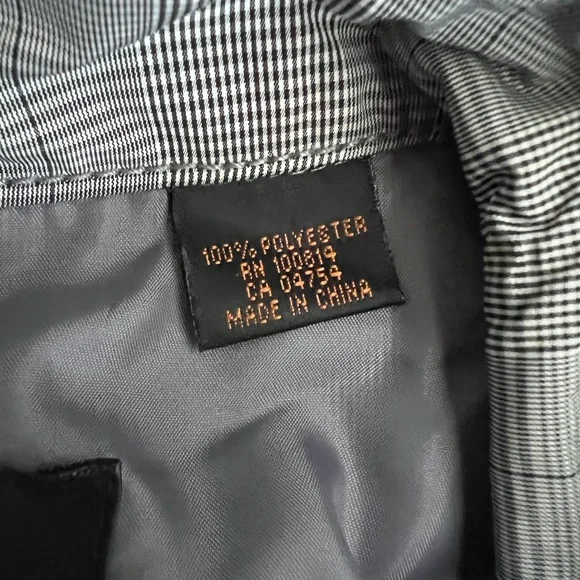 100% POLYESTER
RN 100814
CA 04754
MADE IN CHINA